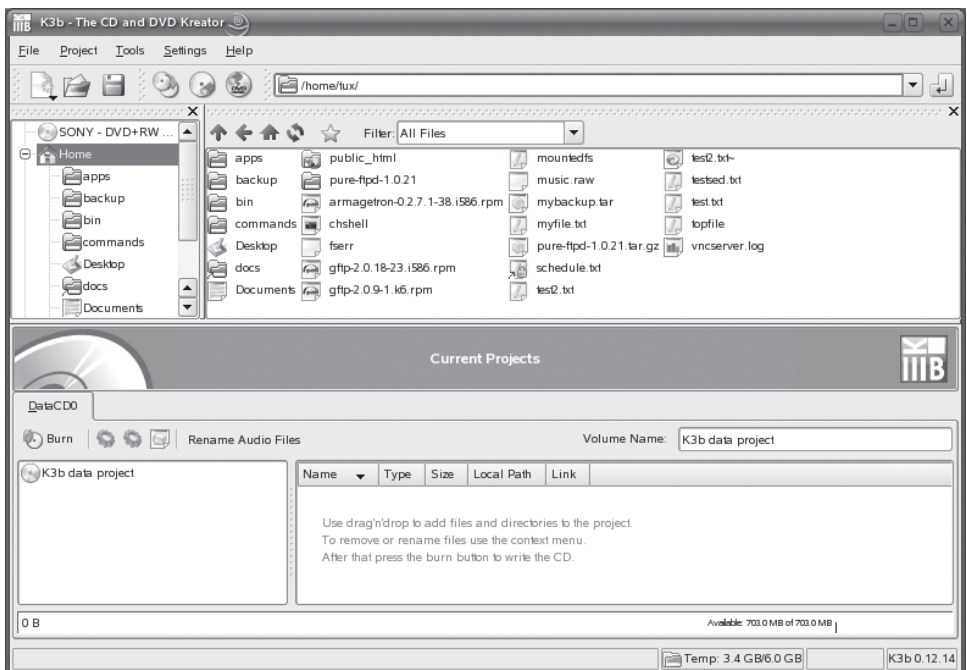 K3b - The CD and DVD Kreator
File Project Tools Settings Help
/home/tux/
SONY - DVD+RW ...
Home
apps
backup
bin
commands
Desktop
docs
Documents
Filter: All Files
apps public_html mountedfs test2.txt~
backup pure-ftpd-1.0.21 music.raw testsed.txt
bin armagetron-0.2.7.1-38.i586.rpm mybackup.tar test.txt
commands chshell myfile.txt topfile
Desktop fserr pure-ftpd-1.0.21.tar.gz vncserver.log
docs gftp-2.0.18-23.i586.rpm schedule.txt
Documents gftp-2.0.9-1.k6.rpm test2.txt
Current Projects
K3B
DataCD0
Burn Rename Audio Files Volume Name: K3b data project
K3b data project
Name Type Size Local Path Link
Use drag'n'drop to add files and directories to the project.
To remove or rename files use the context menu.
After that press the burn button to write the CD.
0 B Available: 703.0 MB of 703.0 MB
Temp: 3.4 GB/6.0 GB K3b 0.12.14